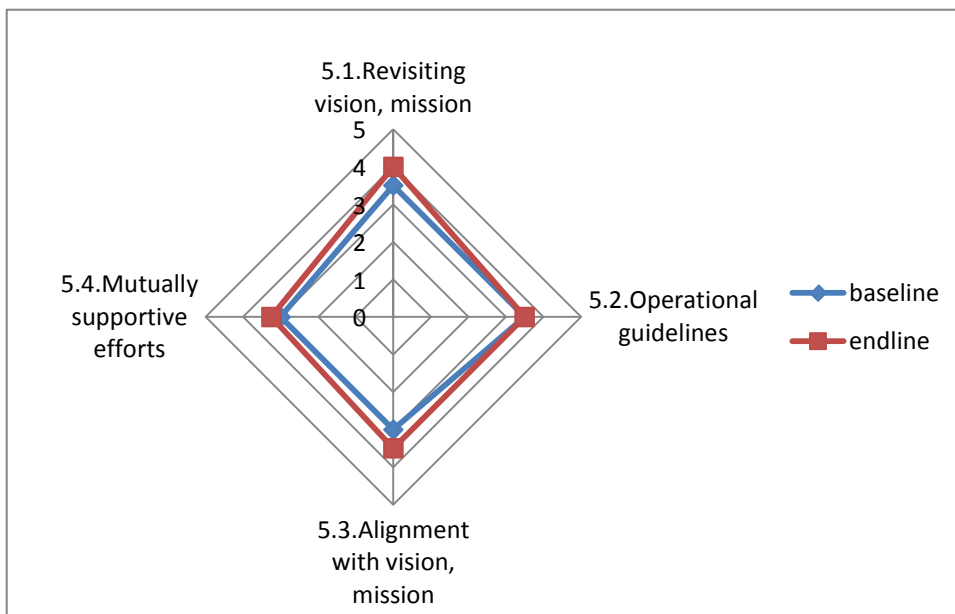 5.1.Revisiting
vision, mission
5
4
3
2
1
0
5.2.Operational
guidelines
5.3.Alignment
with vision,
mission
5.4.Mutually
supportive
efforts
baseline
endline